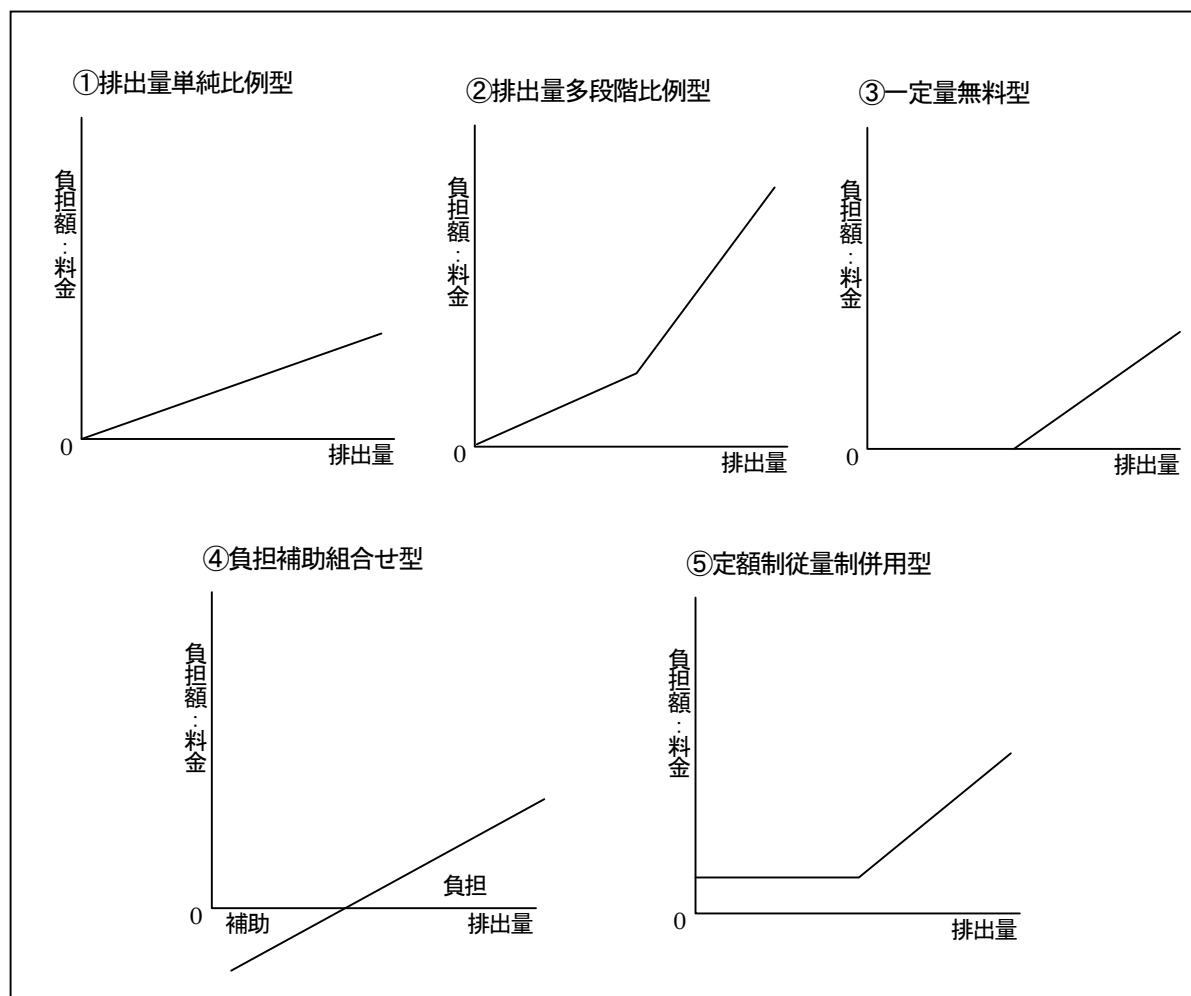 ①排出量単純比例型
負担額…料金
0
排出量
②排出量多段階比例型
負担額…料金
0
排出量
③一定量無料型
負担額…料金
0
排出量
④負担補助組合せ型
負担額…料金
負担
0
補助
排出量
⑤定額制従量制併用型
負担額…料金
0
排出量